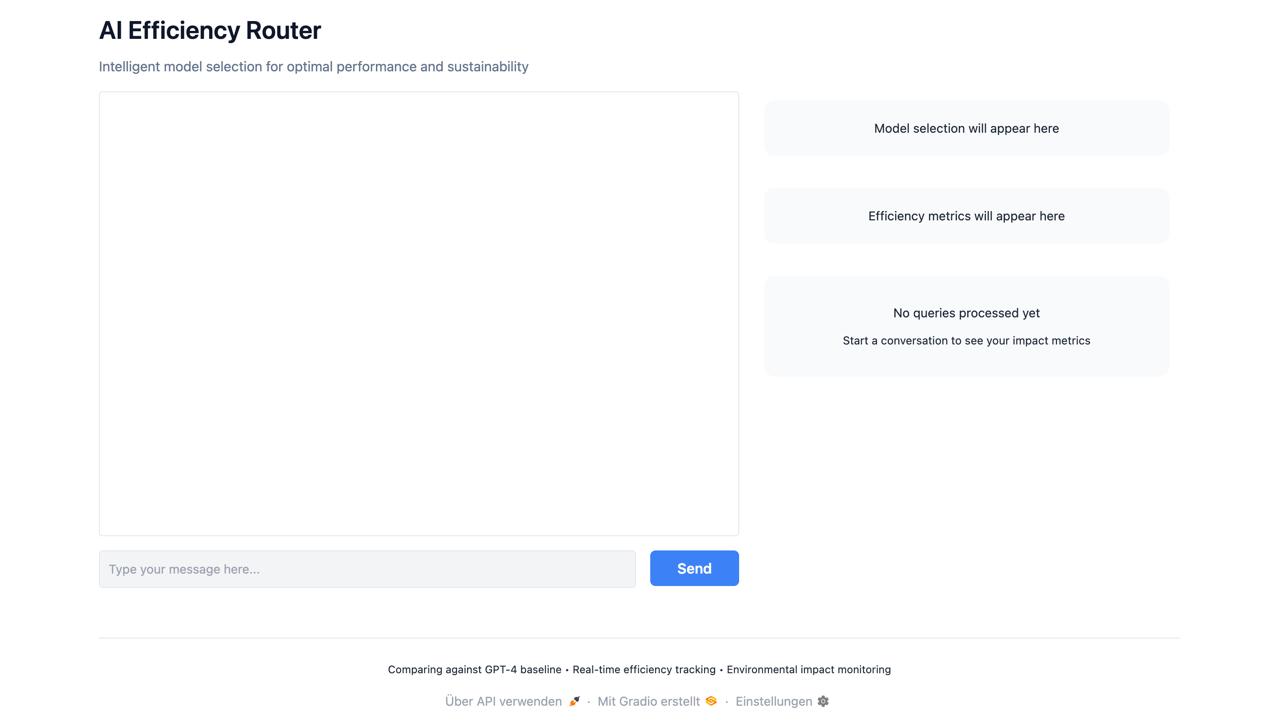 AI Efficiency Router
Intelligent model selection for optimal performance and sustainability
Model selection will appear here
Efficiency metrics will appear here
No queries processed yet
Start a conversation to see your impact metrics
Type your message here...
Send
Comparing against GPT-4 baseline • Real-time efficiency tracking • Environmental impact monitoring
Über API verwenden 🚀 · Mit Gradio erstellt · Einstellungen ⚙️